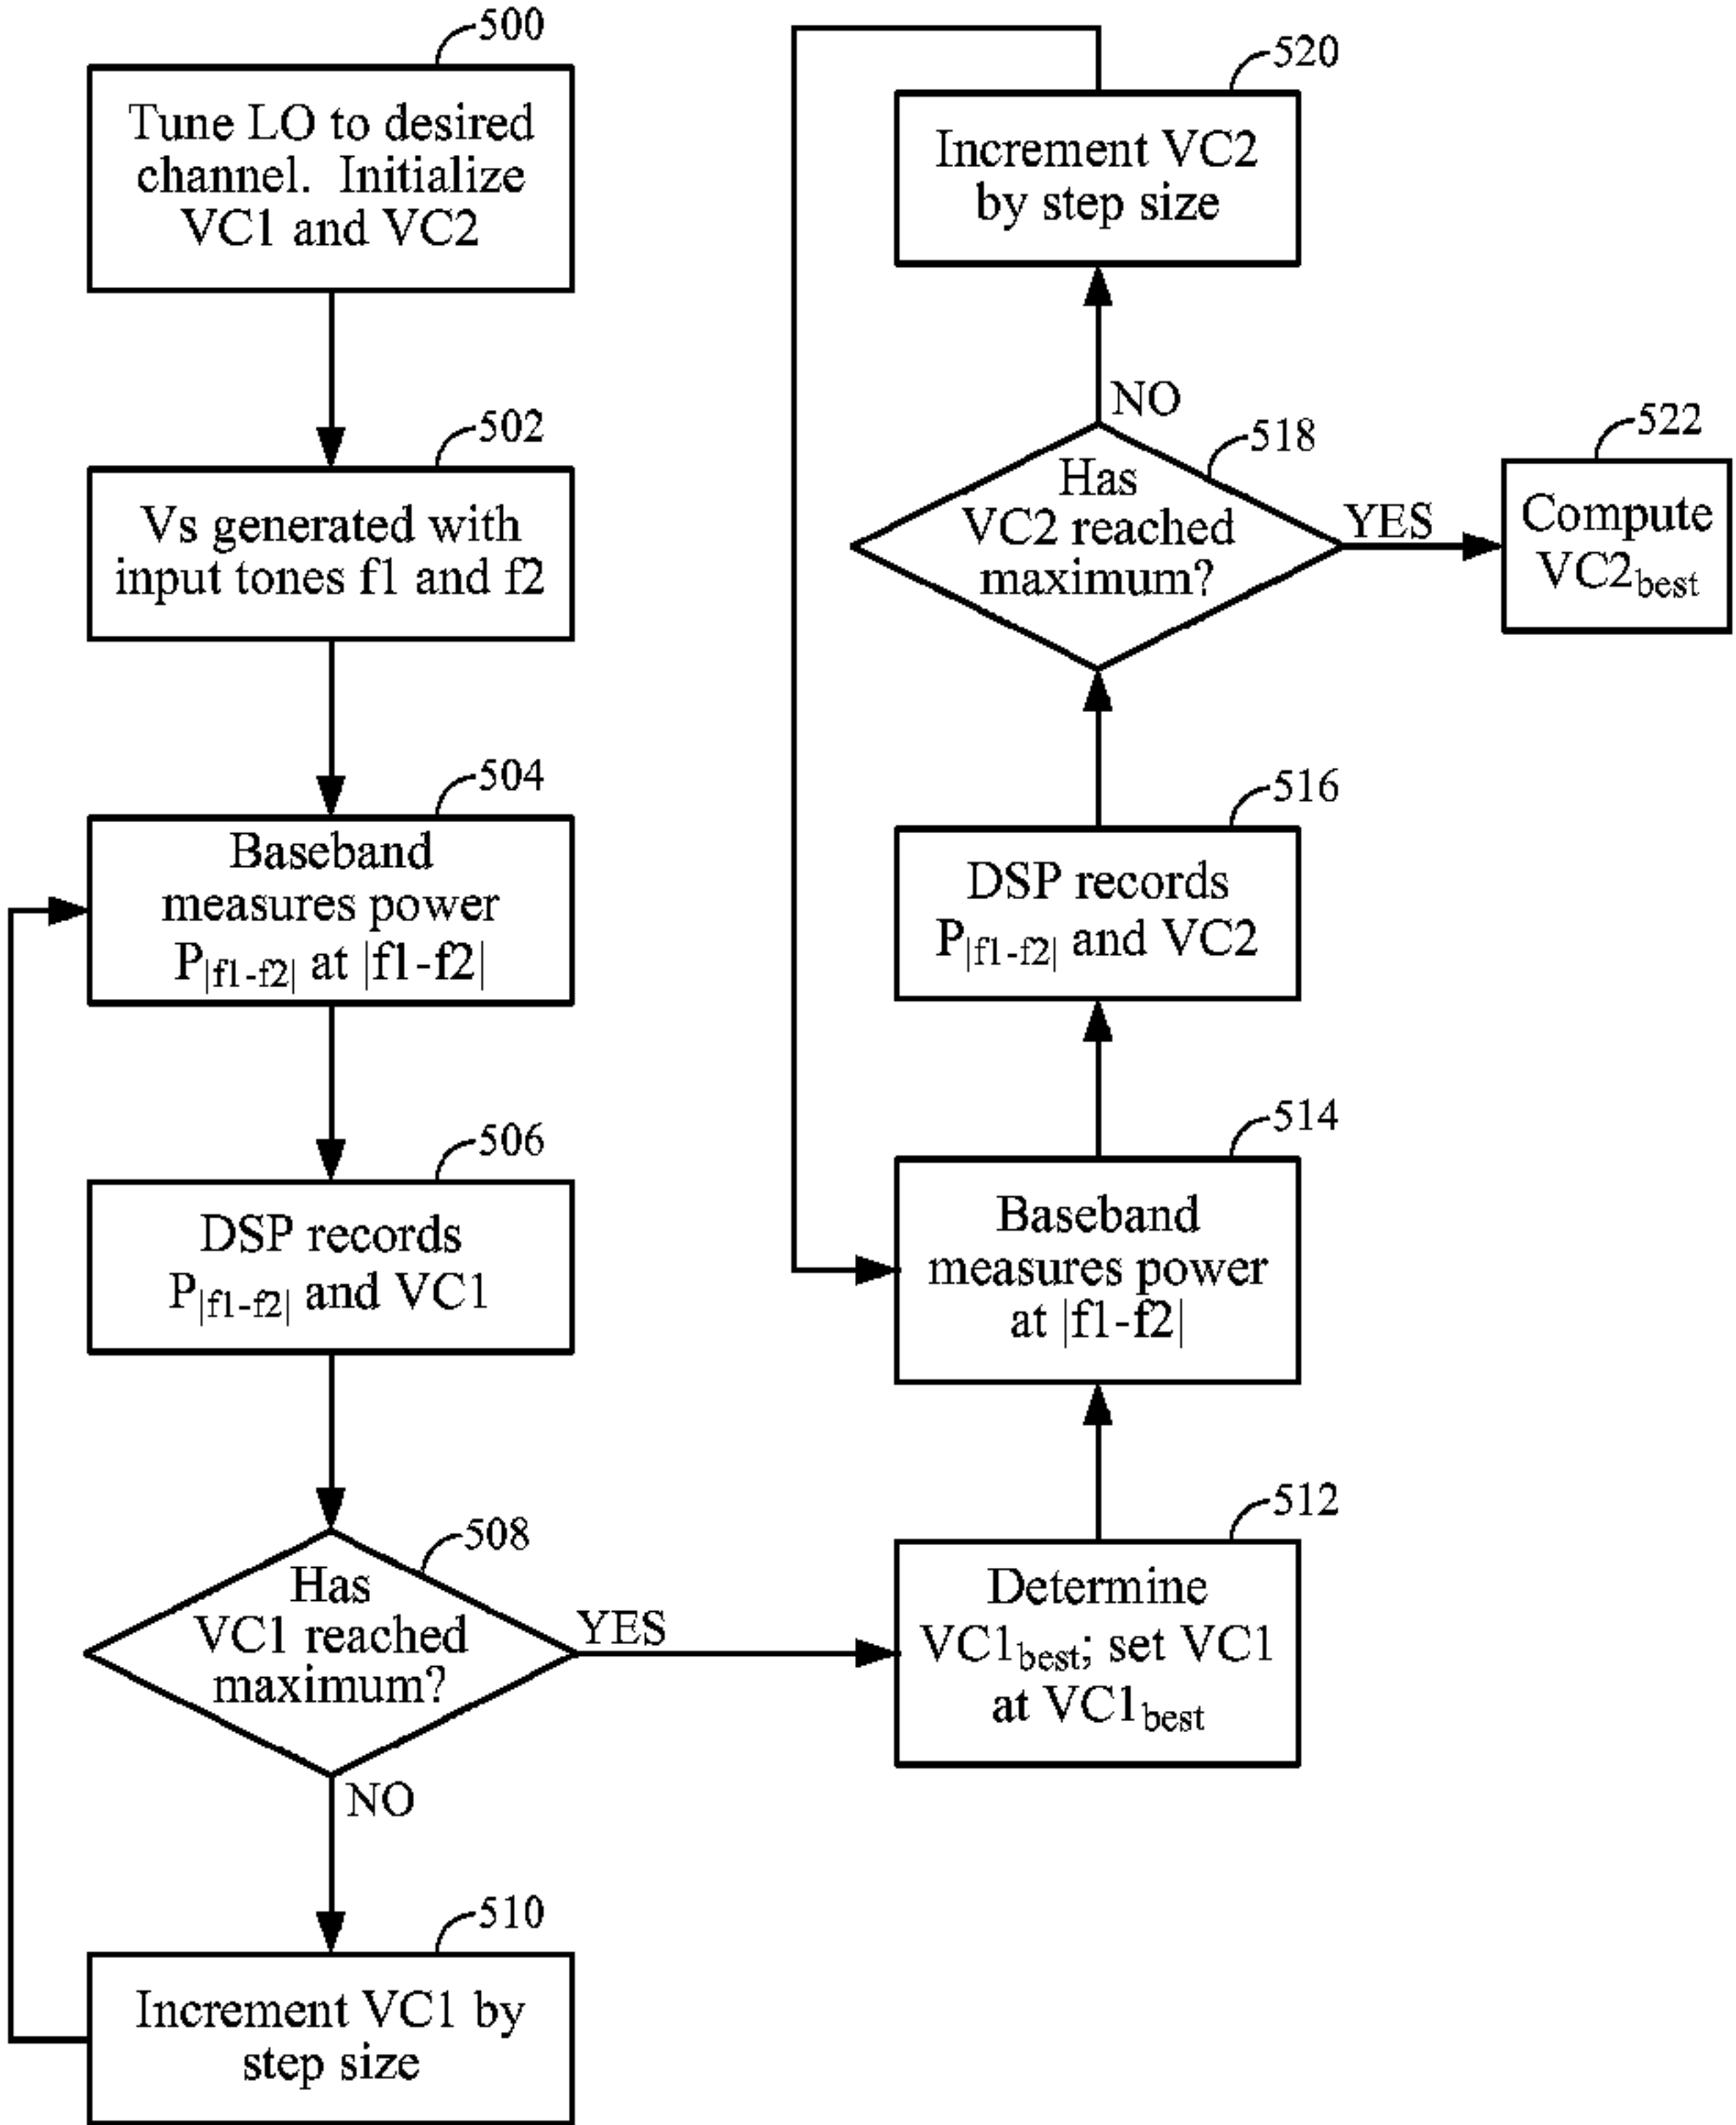 500
Tune LO to desired
channel. Initialize
VC1 and VC2
502
Vs generated with
input tones f1 and f2
504
Baseband
measures power
P|f1-f2| at |f1-f2|
506
DSP records
P|f1-f2| and VC1
508
Has
VC1 reached
maximum?
YES
NO
510
Increment VC1 by
step size
512
Determine
VC1best; set VC1
at VC1best
514
Baseband
measures power
at |f1-f2|
516
DSP records
P|f1-f2| and VC2
518
Has
VC2 reached
maximum?
NO
YES
520
Increment VC2
by step size
522
Compute
VC2best